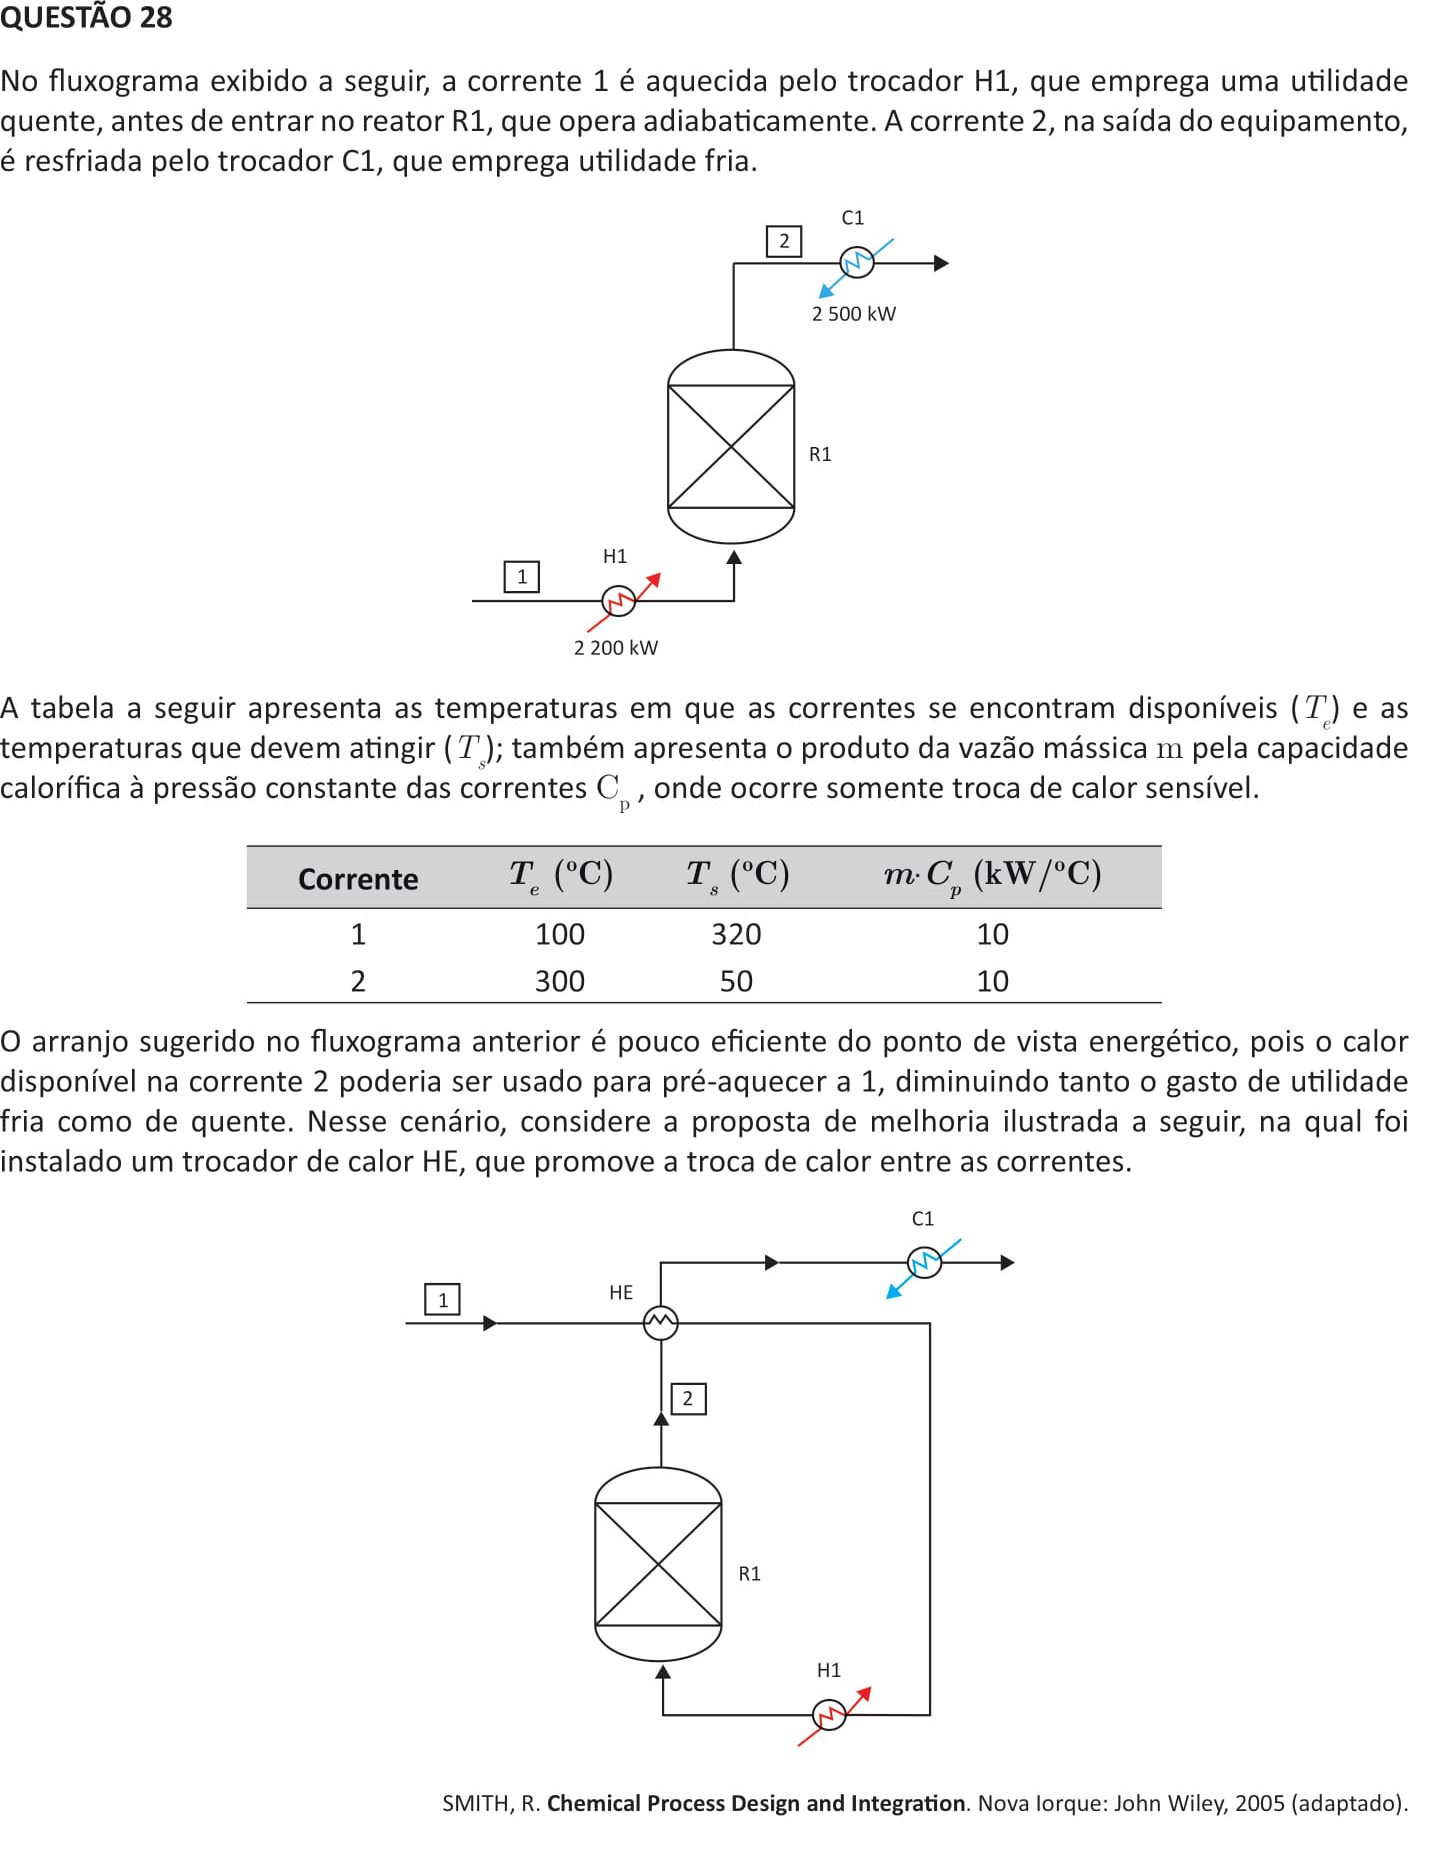 QUESTÃO 28
No fluxograma exibido a seguir, a corrente 1 é aquecida pelo trocador H1, que emprega uma utilidade
quente, antes de entrar no reator R1, que opera adiabaticamente. A corrente 2, na saída do equipamento,
é resfriada pelo trocador C1, que emprega utilidade fria.
C1
2
2 500 kW
R1
H1
1
2 200 kW
A tabela a seguir apresenta as temperaturas em que as correntes se encontram disponíveis (Te) e as
temperaturas que devem atingir (Ts); também apresenta o produto da vazão mássica m pela capacidade
calorífica à pressão constante das correntes Cp , onde ocorre somente troca de calor sensível.
Corrente Te (ºC) Ts (ºC) m·Cp (kW/ºC)
1 100 320 10
2 300 50 10
O arranjo sugerido no fluxograma anterior é pouco eficiente do ponto de vista energético, pois o calor
disponível na corrente 2 poderia ser usado para pré-aquecer a 1, diminuindo tanto o gasto de utilidade
fria como de quente. Nesse cenário, considere a proposta de melhoria ilustrada a seguir, na qual foi
instalado um trocador de calor HE, que promove a troca de calor entre as correntes.
C1
HE
1
2
R1
H1
SMITH, R. Chemical Process Design and Integration. Nova Iorque: John Wiley, 2005 (adaptado).